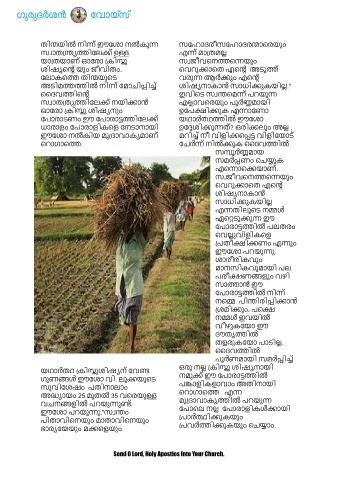 ഗുരുദർശൻ വോയ്സ്
തിന്മയിൽ നിന്ന് ഈശോ നൽകുന്ന
സ്വാതന്ത്ര്യത്തിലേക്ക് ഉള്ള
യാത്രയാണ് ഓരോ ക്രിസ്തു
ശിഷ്യന്റെ യും ജീവിതം.
ലോകത്തെ തിന്മയുടെ
അടിമത്തത്തിൽ നിന്ന് മോചിപ്പിച്ച്
ദൈവത്തിന്റെ
സ്വാതന്ത്ര്യത്തിലേക്ക് നയിക്കാൻ
ഓരോ ക്രിസ്തു ശിഷ്യനും
പോരാടണം ഈ പോരാട്ടത്തിലേക്ക്
ധാരാളം പോരാളികളെ നേടാനായി
ഈശോ നൽകിയ മുദ്രാവാക്യമാണ്
റൊഗാത്തെ.
യഥാർത്ഥ ക്രിസ്തുശിഷ്യന് വേണ്ട
ഗുണങ്ങൾ ഈശോ വി. ലൂക്കയുടെ
സുവിശേഷം പതിനാലാം
അദ്ധ്യായം 25 മുതൽ 35 വരെയുള്ള
വചനങ്ങളിൽ പറയുന്നുണ്ട്.
ഈശോ പറയുന്നു,"സ്വന്തം
പിതാവിനെയും മാതാവിനെയും
ഭാര്യയേയും മക്കളെയും
സഹോദരീസഹോദരന്മാരെയും
എന്ന് മാത്രമല്ല
സ്വജീവനെത്തന്നെയും
വെറുക്കാതെ എന്റെ അടുത്ത്
വരുന്ന ആർക്കും എന്റെ
ശിഷ്യനാകാൻ സാധിക്കുകയില്ല."
ഇവിടെ സ്വന്തമെന്ന് പറയുന്ന
എല്ലാവരെയും പൂർണ്ണമായി
ഉപേക്ഷിക്കുക എന്നാണോ
യഥാർത്ഥത്തിൽ ഈശോ
ഉദ്ദേശിക്കുന്നത്? ഒരിക്കലും അല്ല ,
മറിച്ച് നീ വിളിക്കപ്പെട്ട വിളിയോട്
ചേർന്ന് നിൽക്കുക ദൈവത്തിൽ
സമ്പൂർണ്ണമായ
സമർപ്പണം ചെയ്യുക
എന്നൊക്കെയാണ്.
സ്വജീവനെത്തന്നെയും
വെറുക്കാതെ എന്റെ
ശിഷ്യനാകാൻ
സാധിക്കുകയില്ല
എന്നതിലൂടെ നമ്മൾ
ഏറ്റെടുക്കുന്ന ഈ
പോരാട്ടത്തിൽ പലതരം
വെല്ലുവിളികളെ
പ്രതീക്ഷിക്കണം എന്നും
ഈശോ പറയുന്നു.
ശാരീരികവും
മാനസികവുമായി പല
പരീക്ഷണങ്ങളും വഴി
സാത്താൻ ഈ
പോരാട്ടത്തിൽ നിന്ന്
നമ്മെ പിന്തിരിപ്പിക്കാൻ
ശ്രമിക്കും. പക്ഷെ
നമ്മൾ ഇവയിൽ
വീഴുകയോ ഈ
ദൗത്യത്തിൽ
തളരുകയോ പാടില്ല.
ദൈവത്തിൽ
പൂർണമായി സമർപ്പിച്ച്
ഒരു നല്ല ക്രിസ്തു ശിഷ്യനായി
നമുക്ക് ഈ പോരാട്ടത്തിൽ
പങ്കാളികളാവാം അതിനായി
റൊഗാത്തെ എന്ന
മുദ്രാവാക്യത്തിൽ പറയുന്ന
പോലെ നല്ല പോരാളികൾക്കായി
പ്രാർത്ഥിക്കുകയും
പ്രവർത്തിക്കുകയും ചെയ്യാം.
Send O Lord, Holy Apostles Into Your Church.